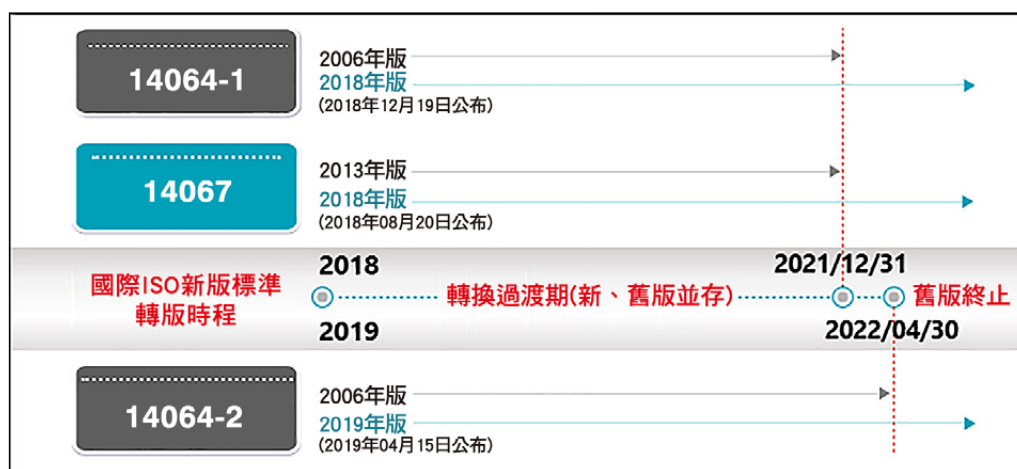 14064-1
2006年版
2018年版
(2018年12月19日公布)
14067
2013年版
2018年版
(2018年08月20日公布)
國際ISO新版標準
轉版時程
2018
2019
轉換過渡期(新、舊版並存)
2021/12/31
舊版終止
2022/04/30
14064-2
2006年版
2019年版
(2019年04月15日公布)